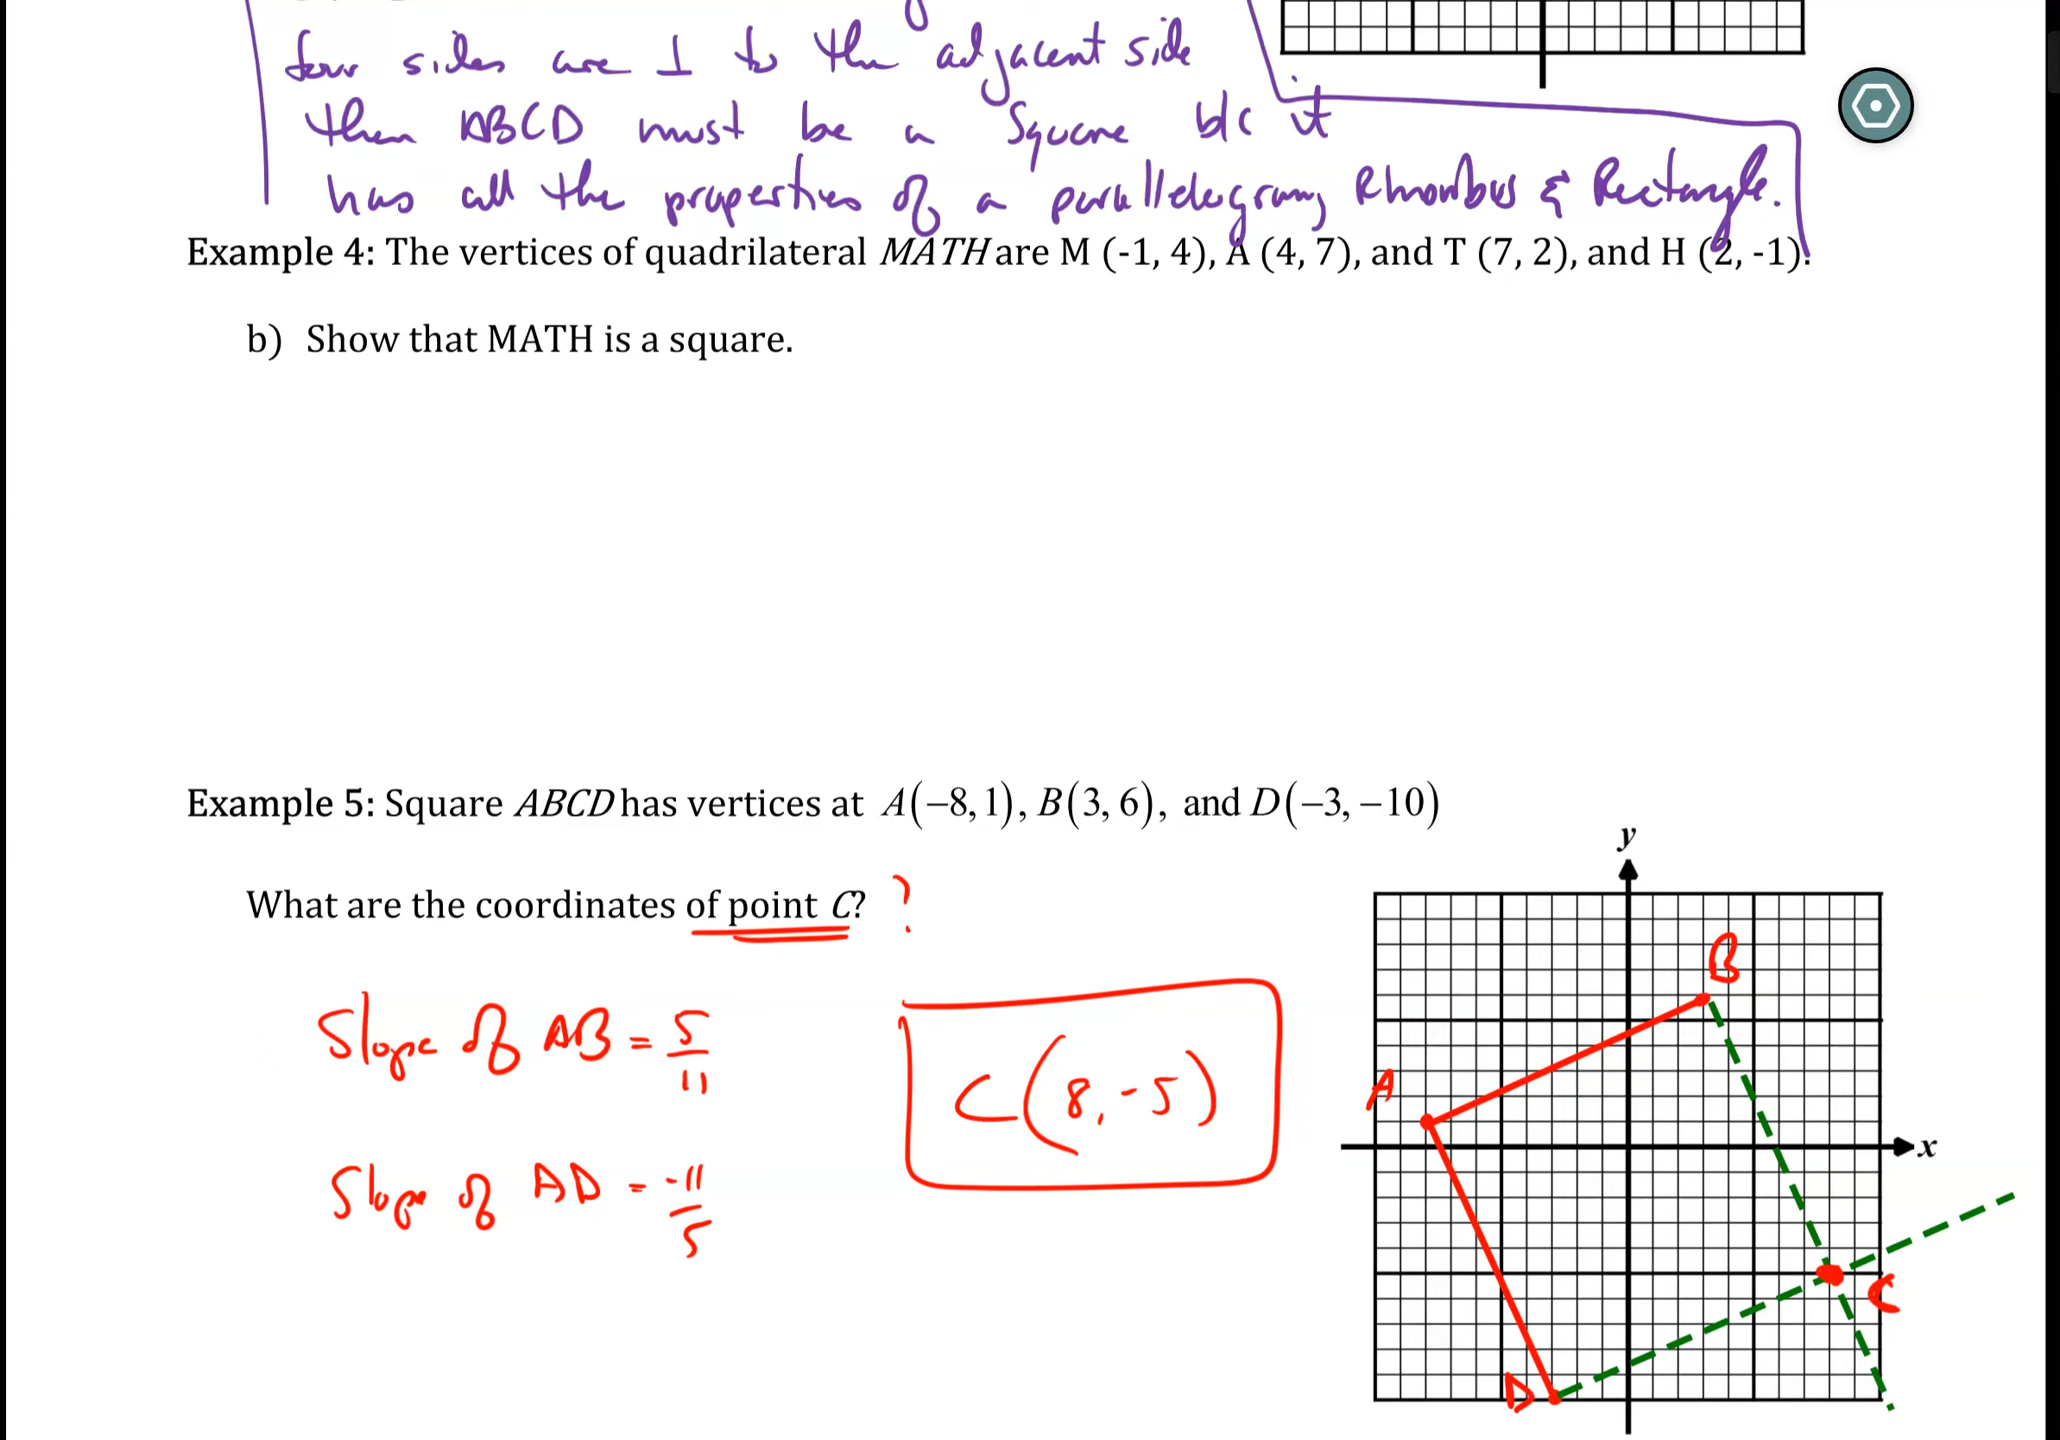 four sides are ⊥ to the adjacent side
then ABCD must be a Square b/c it
has all the properties of a parallelogram, Rhombus & Rectangle.
Example 4: The vertices of quadrilateral MATH are M (-1, 4), A (4, 7), and T (7, 2), and H (2, -1).
b) Show that MATH is a square.
Example 5: Square ABCD has vertices at A(−8, 1), B(3, 6), and D(−3, −10)
What are the coordinates of point C? ?
Slope of AB = 5/11
C(8, -5)
Slope of AD = -11/5
y
B
A
x
C
D